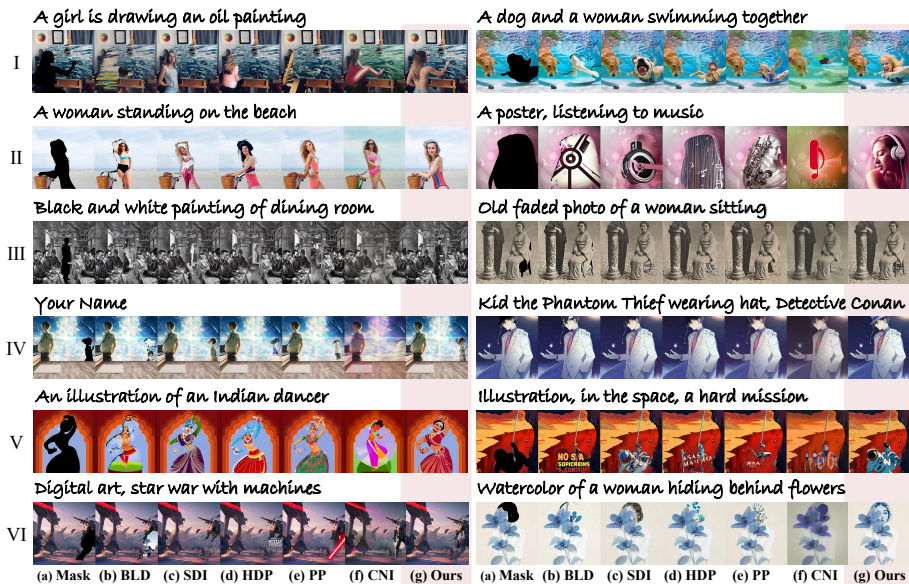 A girl is drawing an oil painting
A dog and a woman swimming together
I
A woman standing on the beach
A poster, listening to music
II
Black and white painting of dining room
Old faded photo of a woman sitting
III
Your Name
Kid the Phantom Thief wearing hat, Detective Conan
IV
An illustration of an Indian dancer
Illustration, in the space, a hard mission
V
NO S/A
Digital art, star war with machines
Watercolor of a woman hiding behind flowers
VI
(a) Mask (b) BLD (c) SDI (d) HDP (e) PP (f) CNI (g) Ours (a) Mask (b) BLD (c) SDI (d) HDP (e) PP (f) CNI (g) Ours